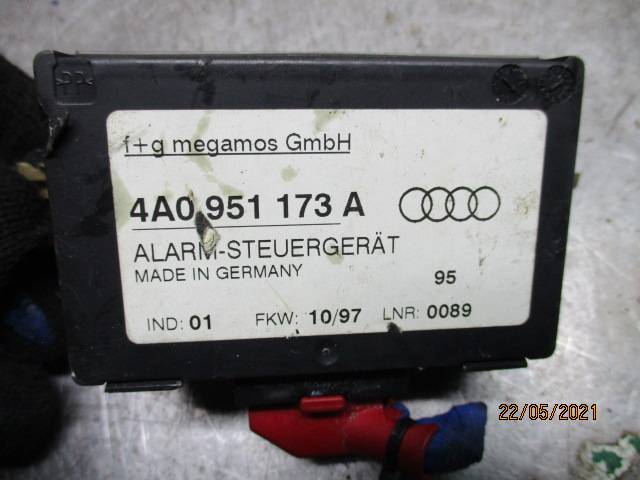 >PP<
f+g megamos GmbH
4A0 951 173 A
ALARM-STEUERGERÄT
MADE IN GERMANY
95
IND: 01 FKW: 10/97 LNR: 0089
22/05/2021